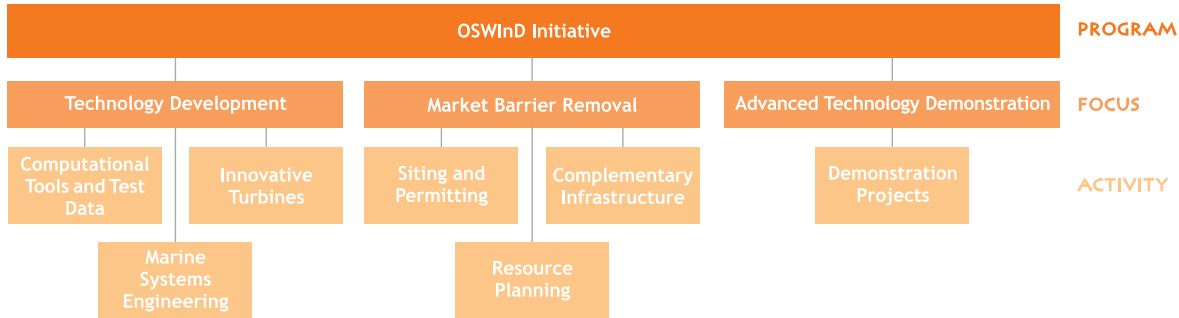 OSWInD Initiative
PROGRAM
Technology Development
Market Barrier Removal
Advanced Technology Demonstration
FOCUS
Computational
Tools and Test
Data
Innovative
Turbines
Siting and
Permitting
Complementary
Infrastructure
Demonstration
Projects
ACTIVITY
Marine
Systems
Engineering
Resource
Planning